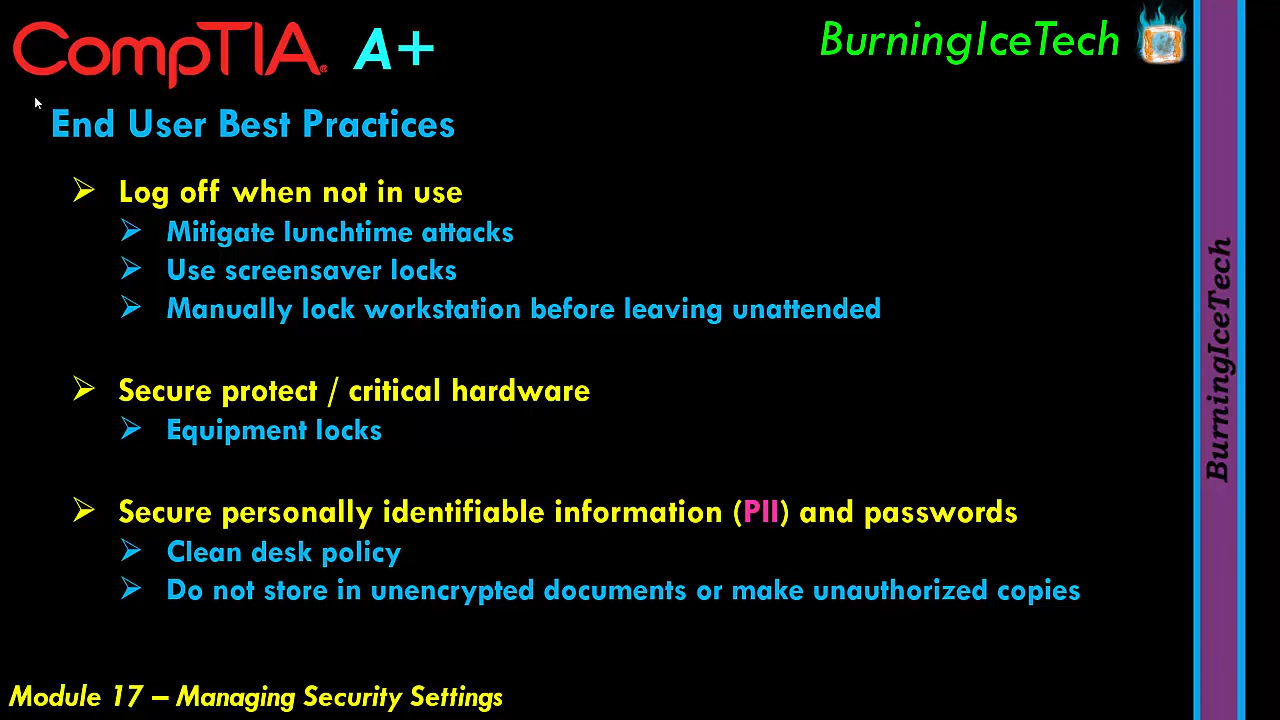 CompTIA® A+
BurningIceTech
End User Best Practices
➢ Log off when not in use
➢ Mitigate lunchtime attacks
➢ Use screensaver locks
➢ Manually lock workstation before leaving unattended
➢ Secure protect / critical hardware
➢ Equipment locks
➢ Secure personally identifiable information (PII) and passwords
➢ Clean desk policy
➢ Do not store in unencrypted documents or make unauthorized copies
Module 17 – Managing Security Settings
BurningIceTech